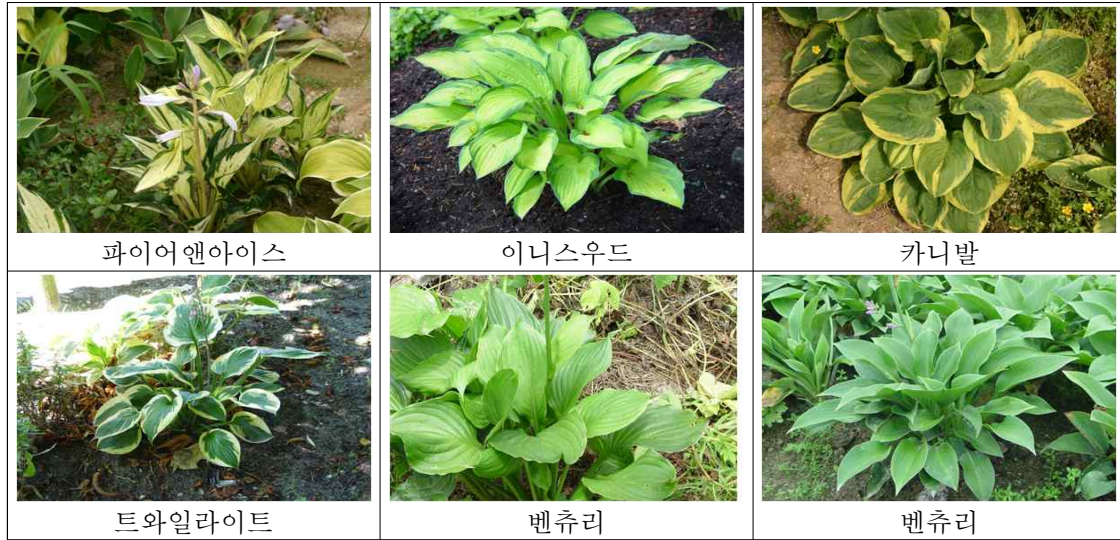 파이어앤아이스
이니스우드
카니발
트와일라이트
벤츄리
벤츄리